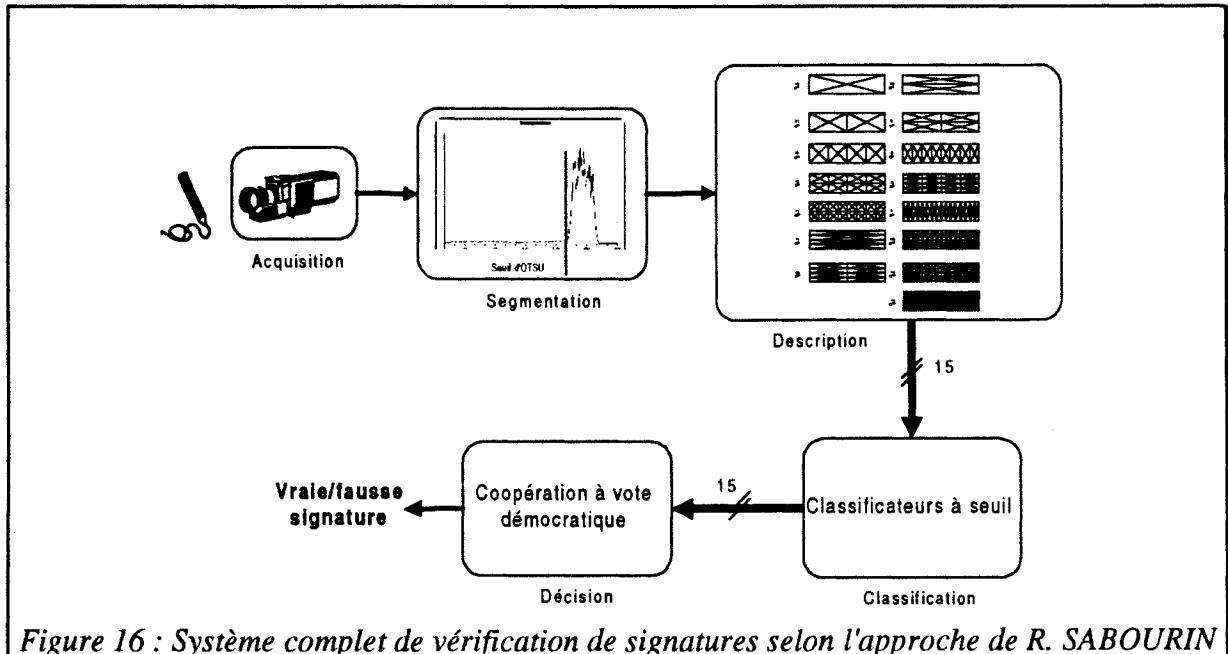 Acquisition
Seuil d'OTSU
Segmentation
Description
15
Classificateurs à seuil
Classification
15
Coopération à vote
démocratique
Décision
Vraie/fausse
signature
Figure 16 : Système complet de vérification de signatures selon l'approche de R. SABOURIN